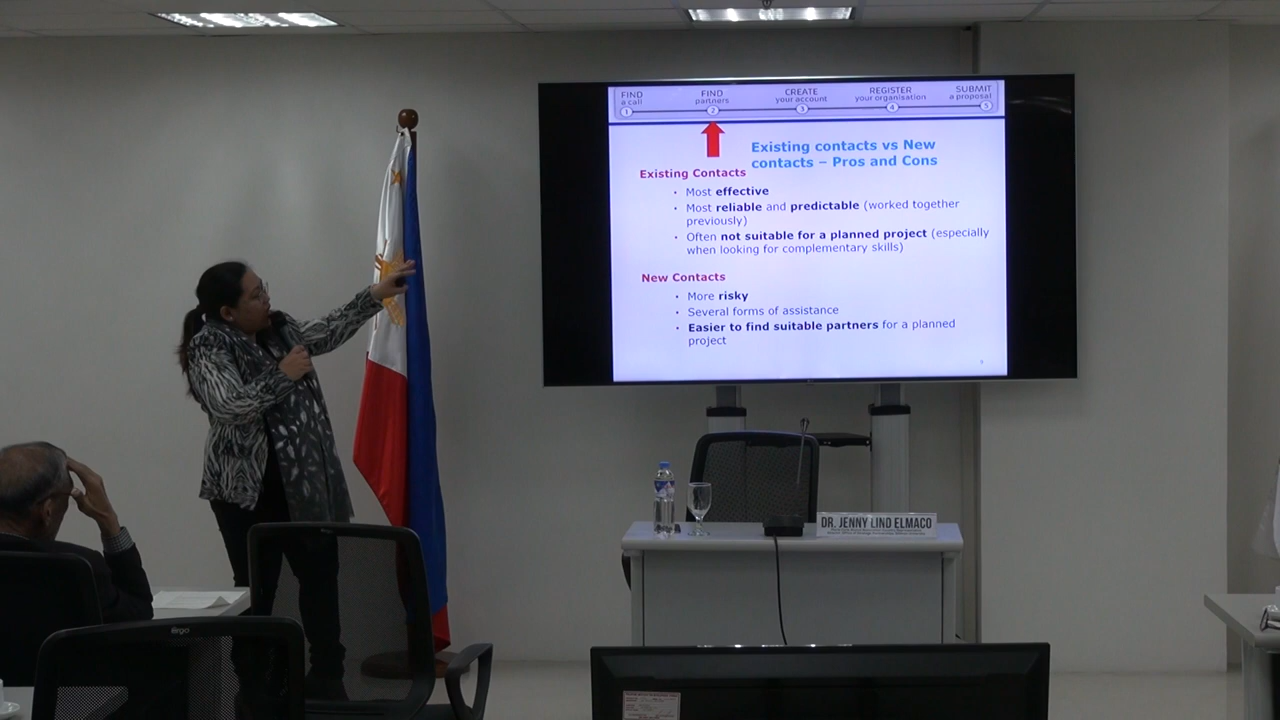 FIND
a call
1
FIND
partners
2
CREATE
your account
3
REGISTER
your organisation
4
SUBMIT
a proposal
5
Existing contacts vs New
contacts – Pros and Cons
Existing Contacts
• Most effective
• Most reliable and predictable (worked together
previously)
• Often not suitable for a planned project (especially
when looking for complementary skills)
New Contacts
• More risky
• Several forms of assistance
• Easier to find suitable partners for a planned
project
DR. JENNY LIND ELMACO
ergo